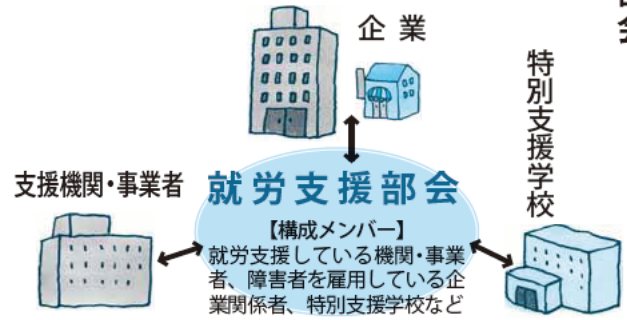 企業
特別支援学校
支援機関・事業者
就労支援部会
【構成メンバー】
就労支援している機関・事業
者、障害者を雇用している企
業関係者、特別支援学校など
会